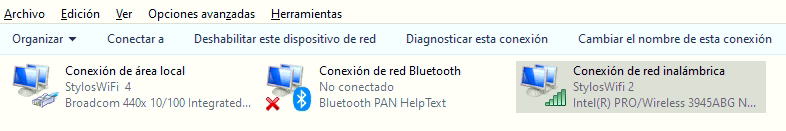 Archivo Edición Ver Opciones avanzadas Herramientas
Organizar Conectar a Deshabilitar este dispositivo de red Diagnosticar esta conexión Cambiar el nombre de esta conexión
Conexión de área local
StylosWiFi 4
Broadcom 440x 10/100 Integrated...
Conexión de red Bluetooth
No conectado
Bluetooth PAN HelpText
Conexión de red inalámbrica
StylosWifi 2
Intel(R) PRO/Wireless 3945ABG N...